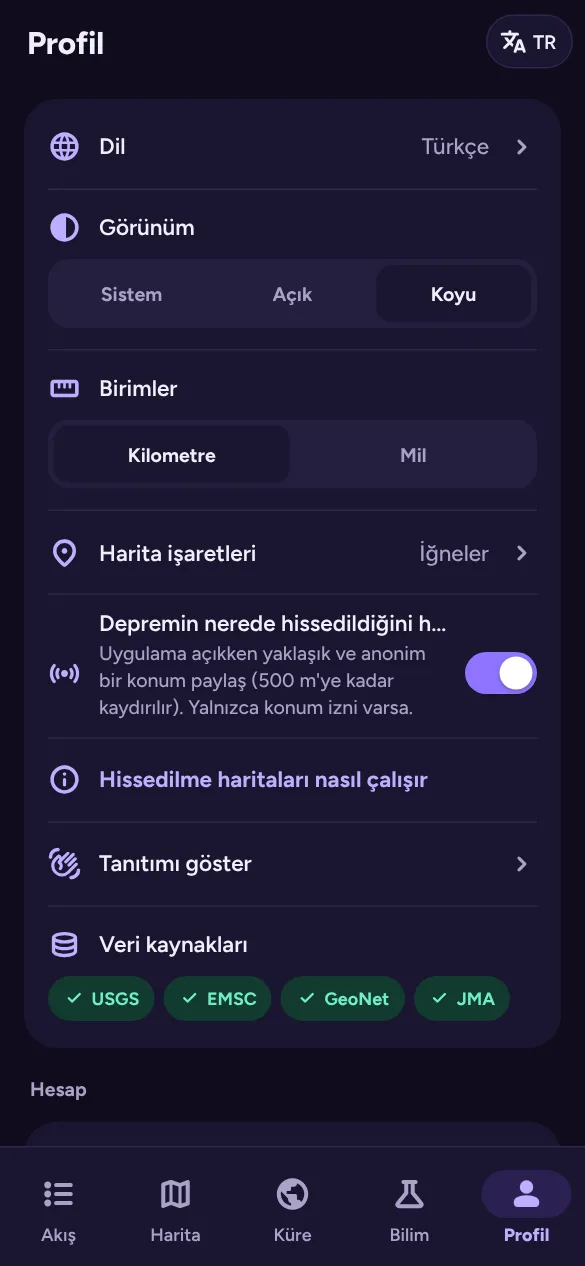 Profil
TR
Dil
Türkçe
Görünüm
Sistem
Açık
Koyu
Birimler
Kilometre
Mil
Harita işaretleri
İğneler
Depremin nerede hissedildiğini h...
Uygulama açıkken yaklaşık ve anonim
bir konum paylaş (500 m'ye kadar
kaydırılır). Yalnızca konum izni varsa.
Hissedilme haritaları nasıl çalışır
Tanıtımı göster
Veri kaynakları
USGS
EMSC
GeoNet
JMA
Hesap
Akış
Harita
Küre
Bilim
Profil